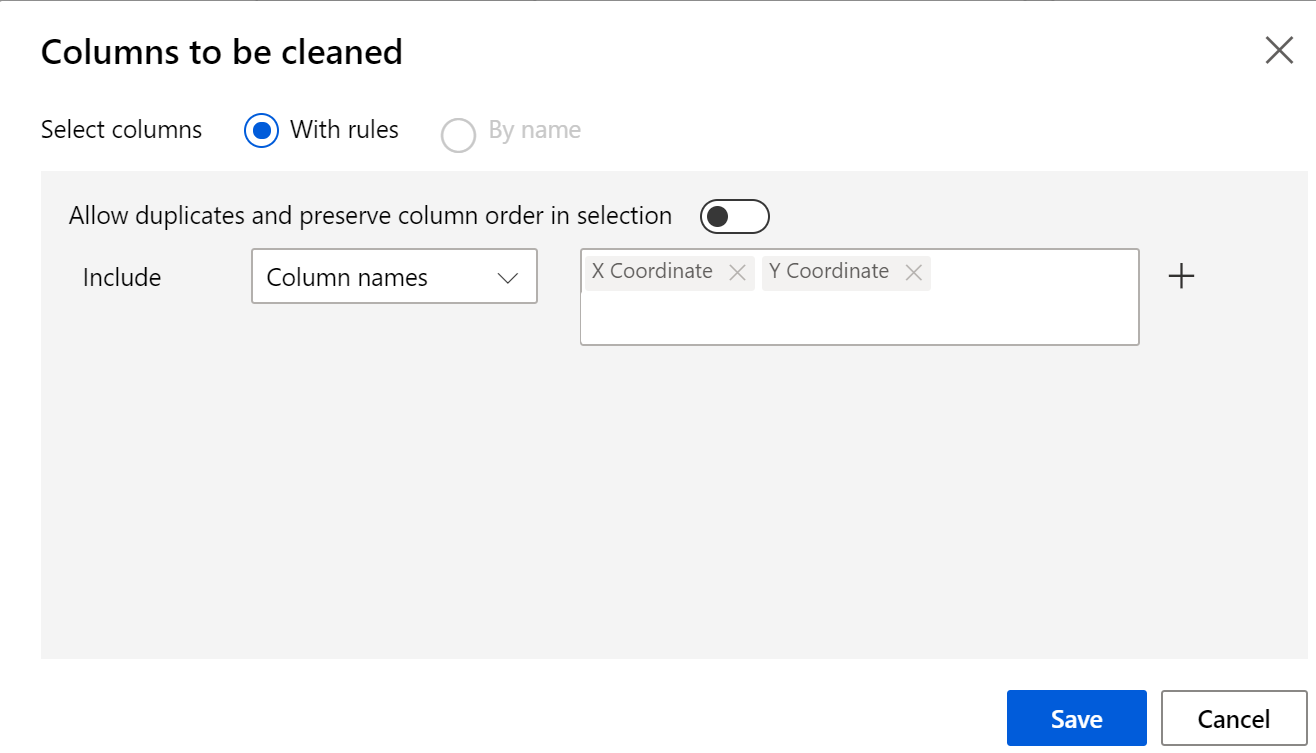 Columns to be cleaned
Select columns With rules By name
Allow duplicates and preserve column order in selection
Include Column names X Coordinate Y Coordinate
Save Cancel